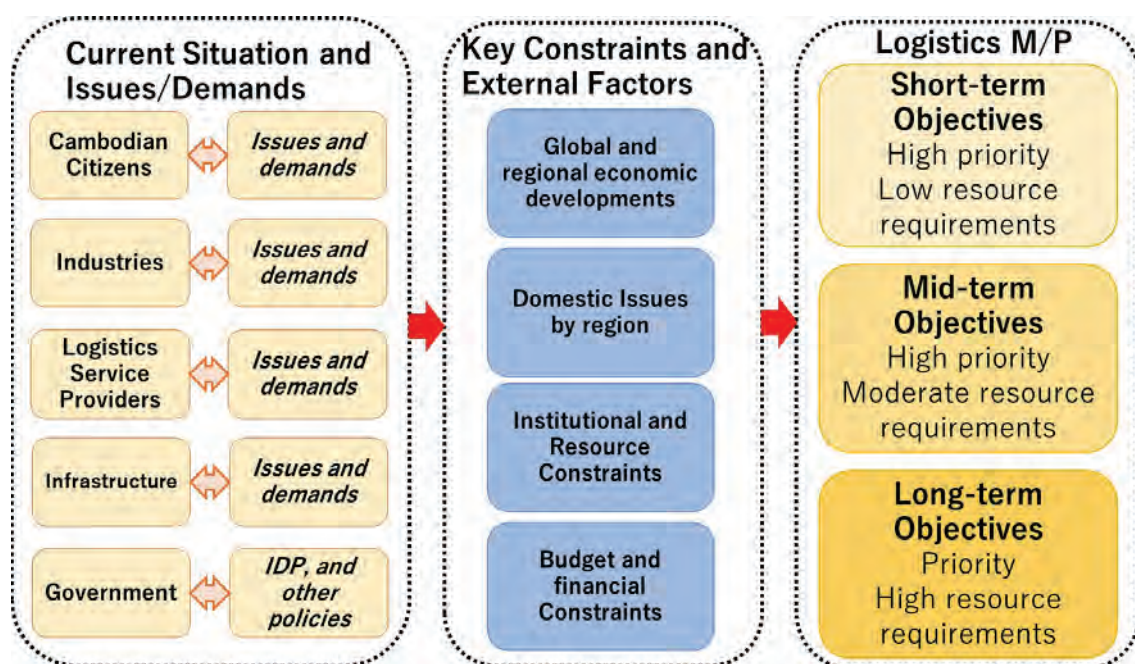 Current Situation and
Issues/Demands
Cambodian
Citizens
Issues and
demands
Industries
Issues and
demands
Logistics
Service
Providers
Issues and
demands
Infrastructure
Issues and
demands
Government
IDP, and
other
policies
Key Constraints and
External Factors
Global and
regional economic
developments
Domestic Issues
by region
Institutional and
Resource
Constraints
Budget and
financial
Constraints
Logistics M/P
Short-term
Objectives
High priority
Low resource
requirements
Mid-term
Objectives
High priority
Moderate resource
requirements
Long-term
Objectives
Priority
High resource
requirements